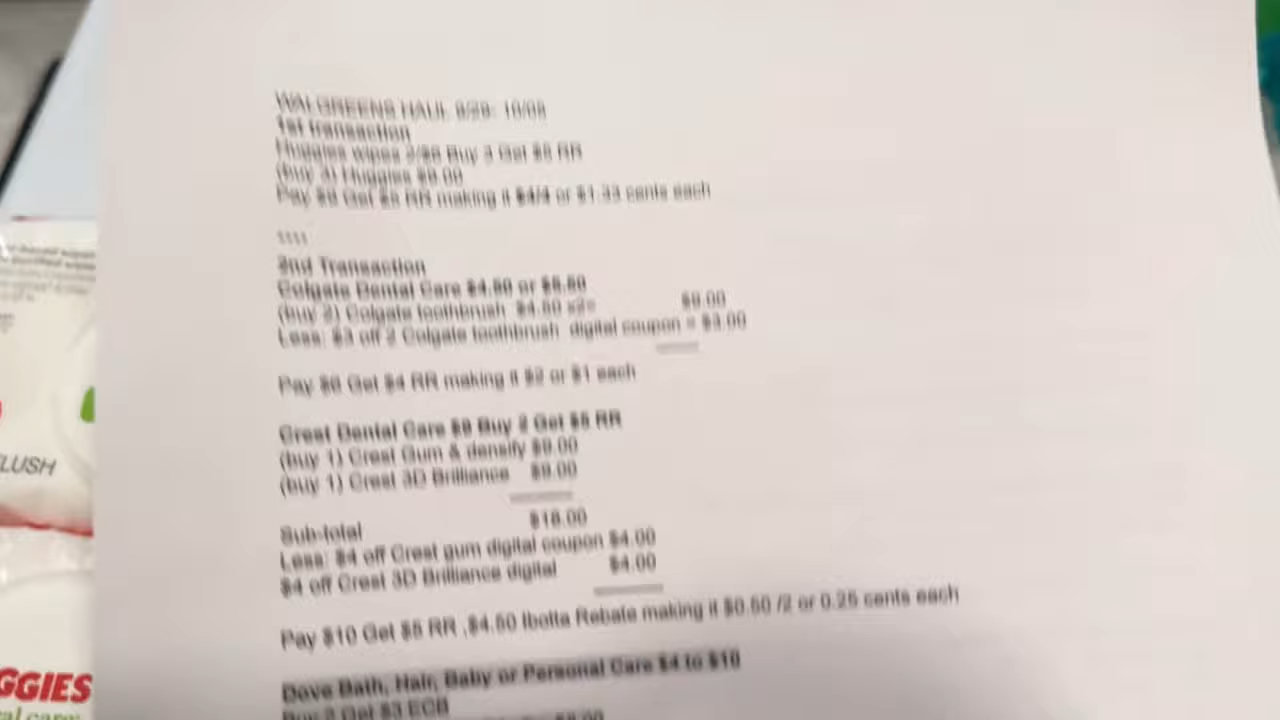 WALGREENS HAUL 9/29- 10/05
1st transaction
Huggies wipes 2/$6 Buy 3 Get $5 RR
(buy 3) Huggies $9.00
Pay $9 Get $5 RR making it $4/4 or $1.33 cents each
2nd Transaction
Colgate Dental Care $4.50 or $5.50
(buy 2) Colgate toothbrush $4.50 x2= $9.00
Less: $3 off 2 Colgate toothbrush digital coupon = $3.00
Pay $6 Get $4 RR making it $2 or $1 each
Crest Dental Care $9 Buy 2 Get $5 RR
(buy 1) Crest Gum & densify $9.00
(buy 1) Crest 3D Brilliance $9.00
Sub-total $18.00
Less: $4 off Crest gum digital coupon $4.00
$4 off Crest 3D Brilliance digital $4.00
Pay $10 Get $5 RR ,$4.50 Ibotta Rebate making it $0.50 /2 or 0.25 cents each
Dove Bath, Hair, Baby or Personal Care $4 to $10
Buy 2 Get $3 ECB
LUSH
GGIES
al care